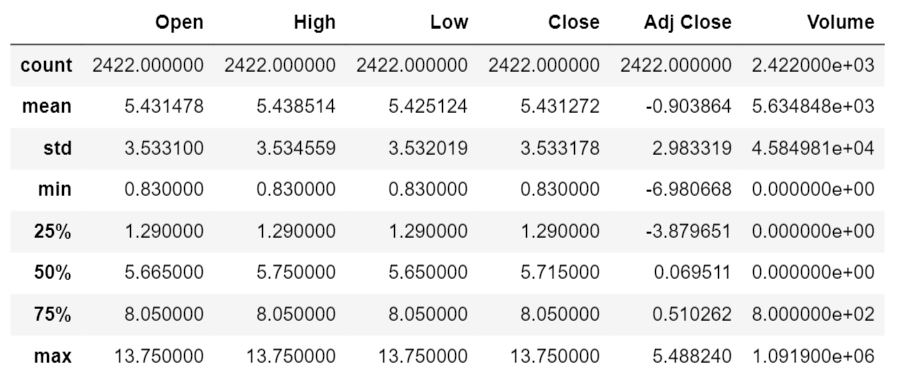 Open High Low Close Adj Close Volume
count 2422.000000 2422.000000 2422.000000 2422.000000 2422.000000 2.422000e+03
mean 5.431478 5.438514 5.425124 5.431272 -0.903864 5.634848e+03
std 3.533100 3.534559 3.532019 3.533178 2.983319 4.584981e+04
min 0.830000 0.830000 0.830000 0.830000 -6.980668 0.000000e+00
25% 1.290000 1.290000 1.290000 1.290000 -3.879651 0.000000e+00
50% 5.665000 5.750000 5.650000 5.715000 0.069511 0.000000e+00
75% 8.050000 8.050000 8.050000 8.050000 0.510262 8.000000e+02
max 13.750000 13.750000 13.750000 13.750000 5.488240 1.091900e+06